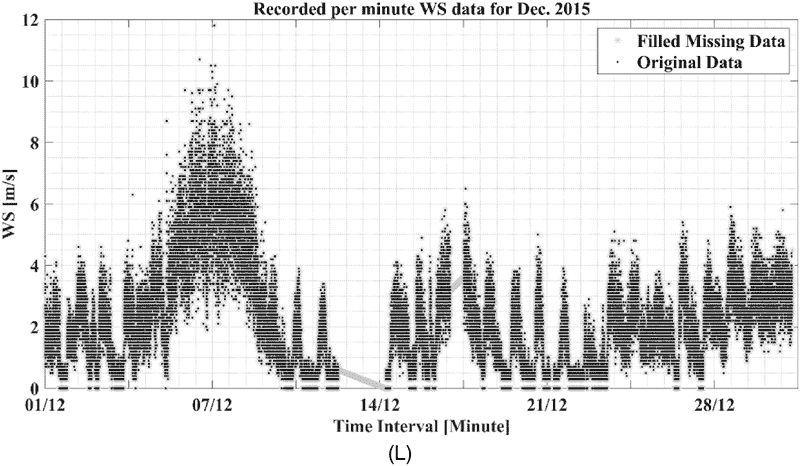 Recorded per minute WS data for Dec. 2015
Filled Missing Data
Original Data
WS [m/s]
12
10
8
6
4
2
0
01/12 07/12 14/12 21/12 28/12
Time Interval [Minute]
(L)